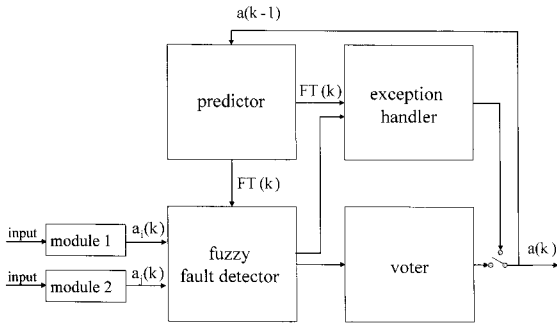 a(k-1)
predictor
FT(k)
exception
handler
FT(k)
input
module 1
a_i(k)
fuzzy
fault detector
voter
a(k)
input
module 2
a_j(k)